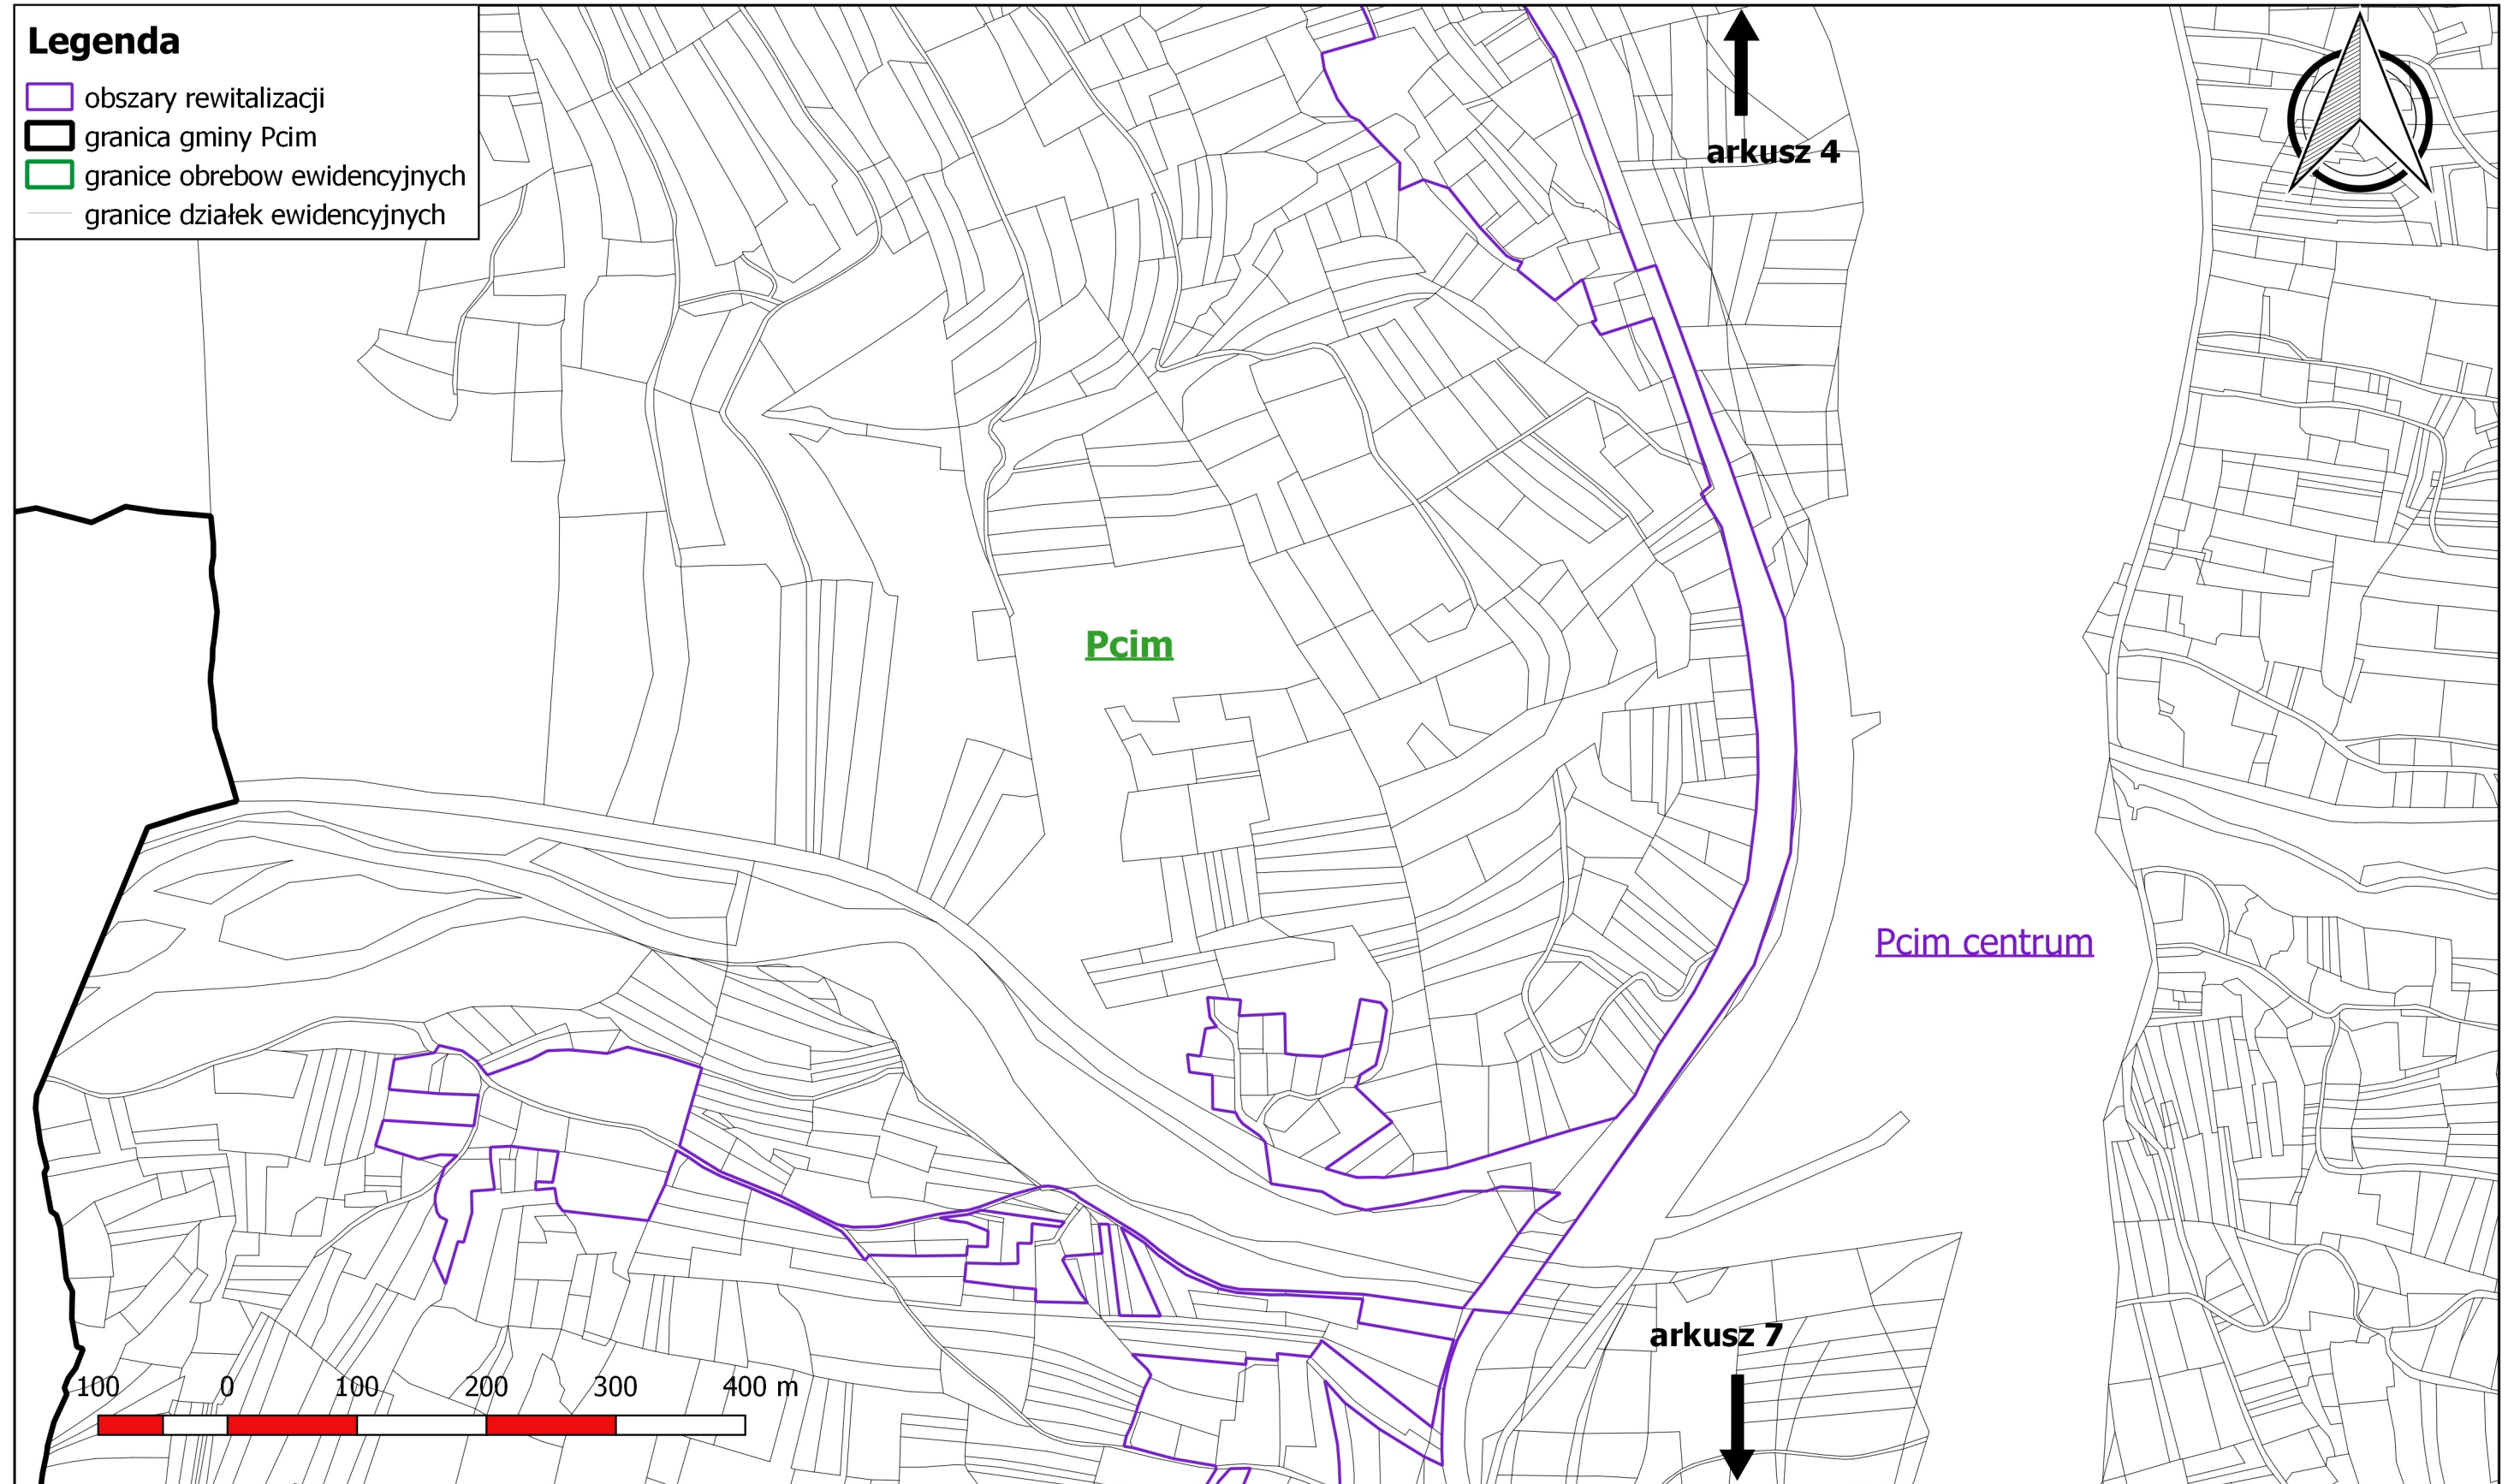 Legenda
obszary rewitalizacji
granica gminy Pcim
granice obrebow ewidencyjnych
granice działek ewidencyjnych
arkusz 4
Pcim
Pcim centrum
arkusz 7
100 0 100 200 300 400 m